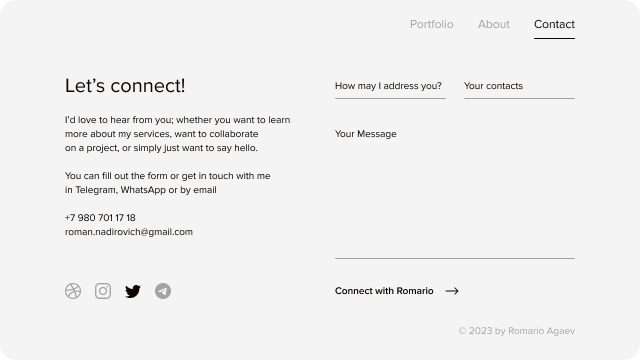 Portfolio About Contact
Let’s connect!
I’d love to hear from you; whether you want to learn
more about my services, want to collaborate
on a project, or simply just want to say hello.
You can fill out the form or get in touch with me
in Telegram, WhatsApp or by email
+7 980 701 17 18
roman.nadirovich@gmail.com
How may I address you?
Your contacts
Your Message
Connect with Romario
© 2023 by Romario Agaev